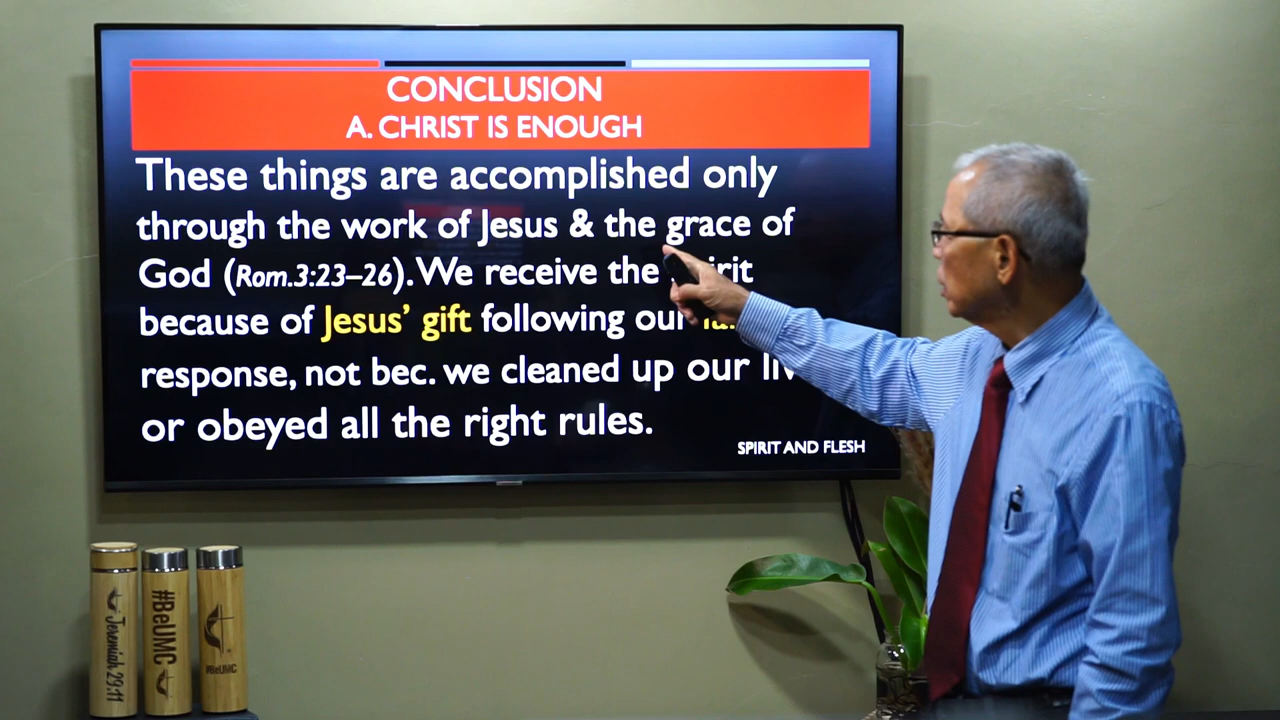 CONCLUSION
A. CHRIST IS ENOUGH
These things are accomplished only
through the work of Jesus & the grace of
God (Rom.3:23–26). We receive the
because of Jesus' gift following our
response, not bec. we cleaned up our
or obeyed all the right rules.
SPIRIT AND FLESH
Jeremiah 29:11
#BeUMC
#BeUMC